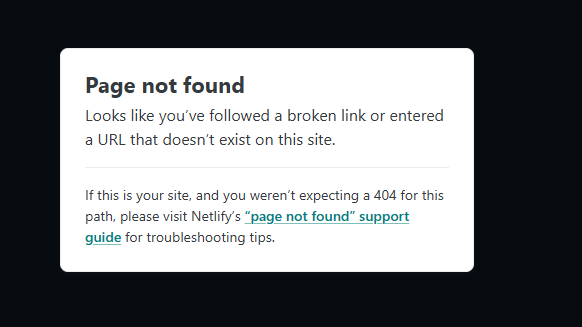 Page not found
Looks like you’ve followed a broken link or entered
a URL that doesn’t exist on this site.
If this is your site, and you weren’t expecting a 404 for this
path, please visit Netlify’s “page not found” support
guide for troubleshooting tips.